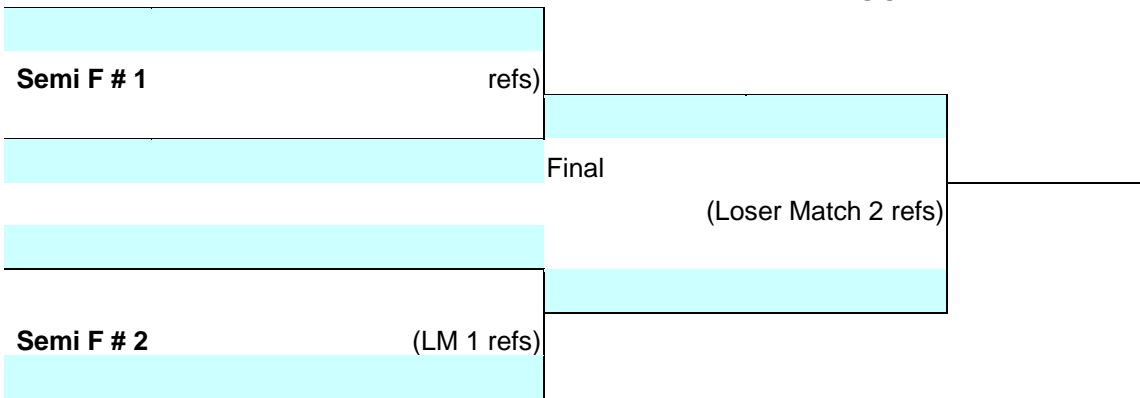 Semi F # 1 refs)
Final
(Loser Match 2 refs)
Semi F # 2 (LM 1 refs)